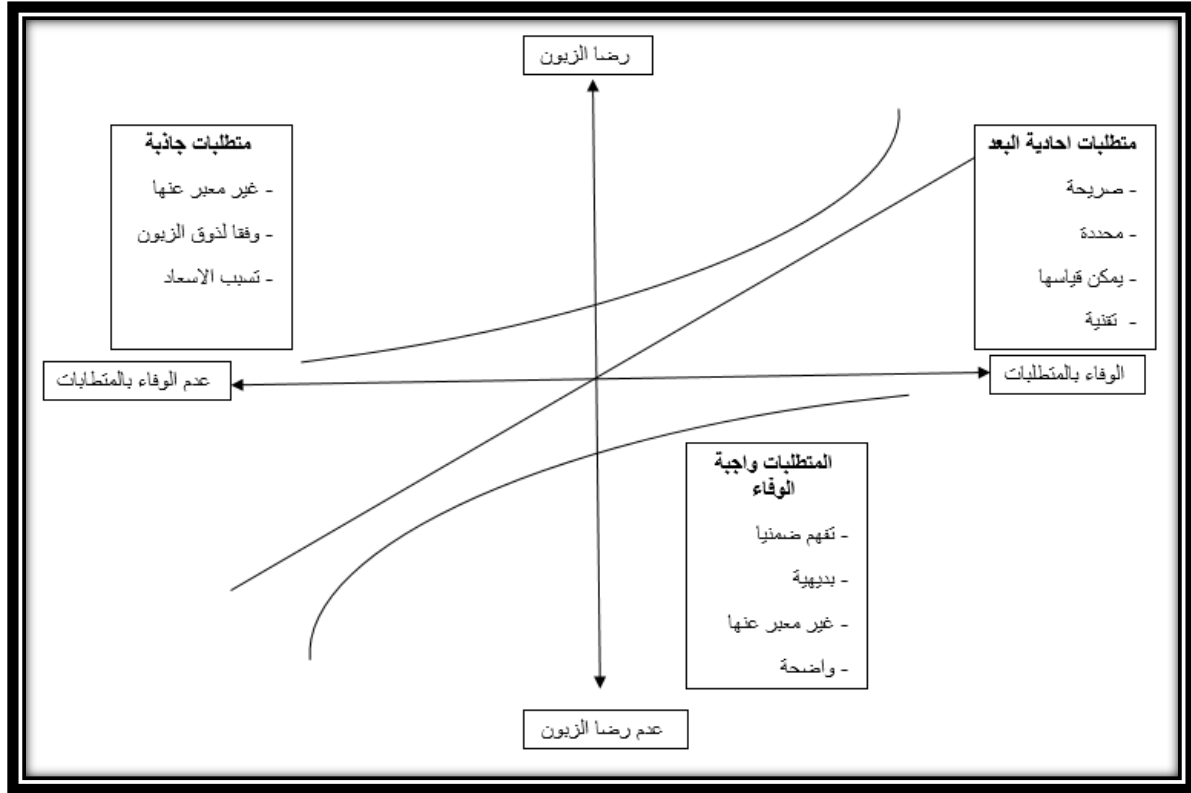 رضا الزبون
متطلبات احادية البعد
- صريحة
- محددة
- يمكن قياسها
- تقنية
متطلبات جاذبة
- غير معبر عنها
- وفقا لذوق الزبون
- تسبب الاسعاد
الوفاء بالمتطلبات
عدم الوفاء بالمتطابات
المتطلبات واجبة
الوفاء
- تفهم ضمنيا
- بديهية
- غير معبر عنها
- واضحة
عدم رضا الزبون